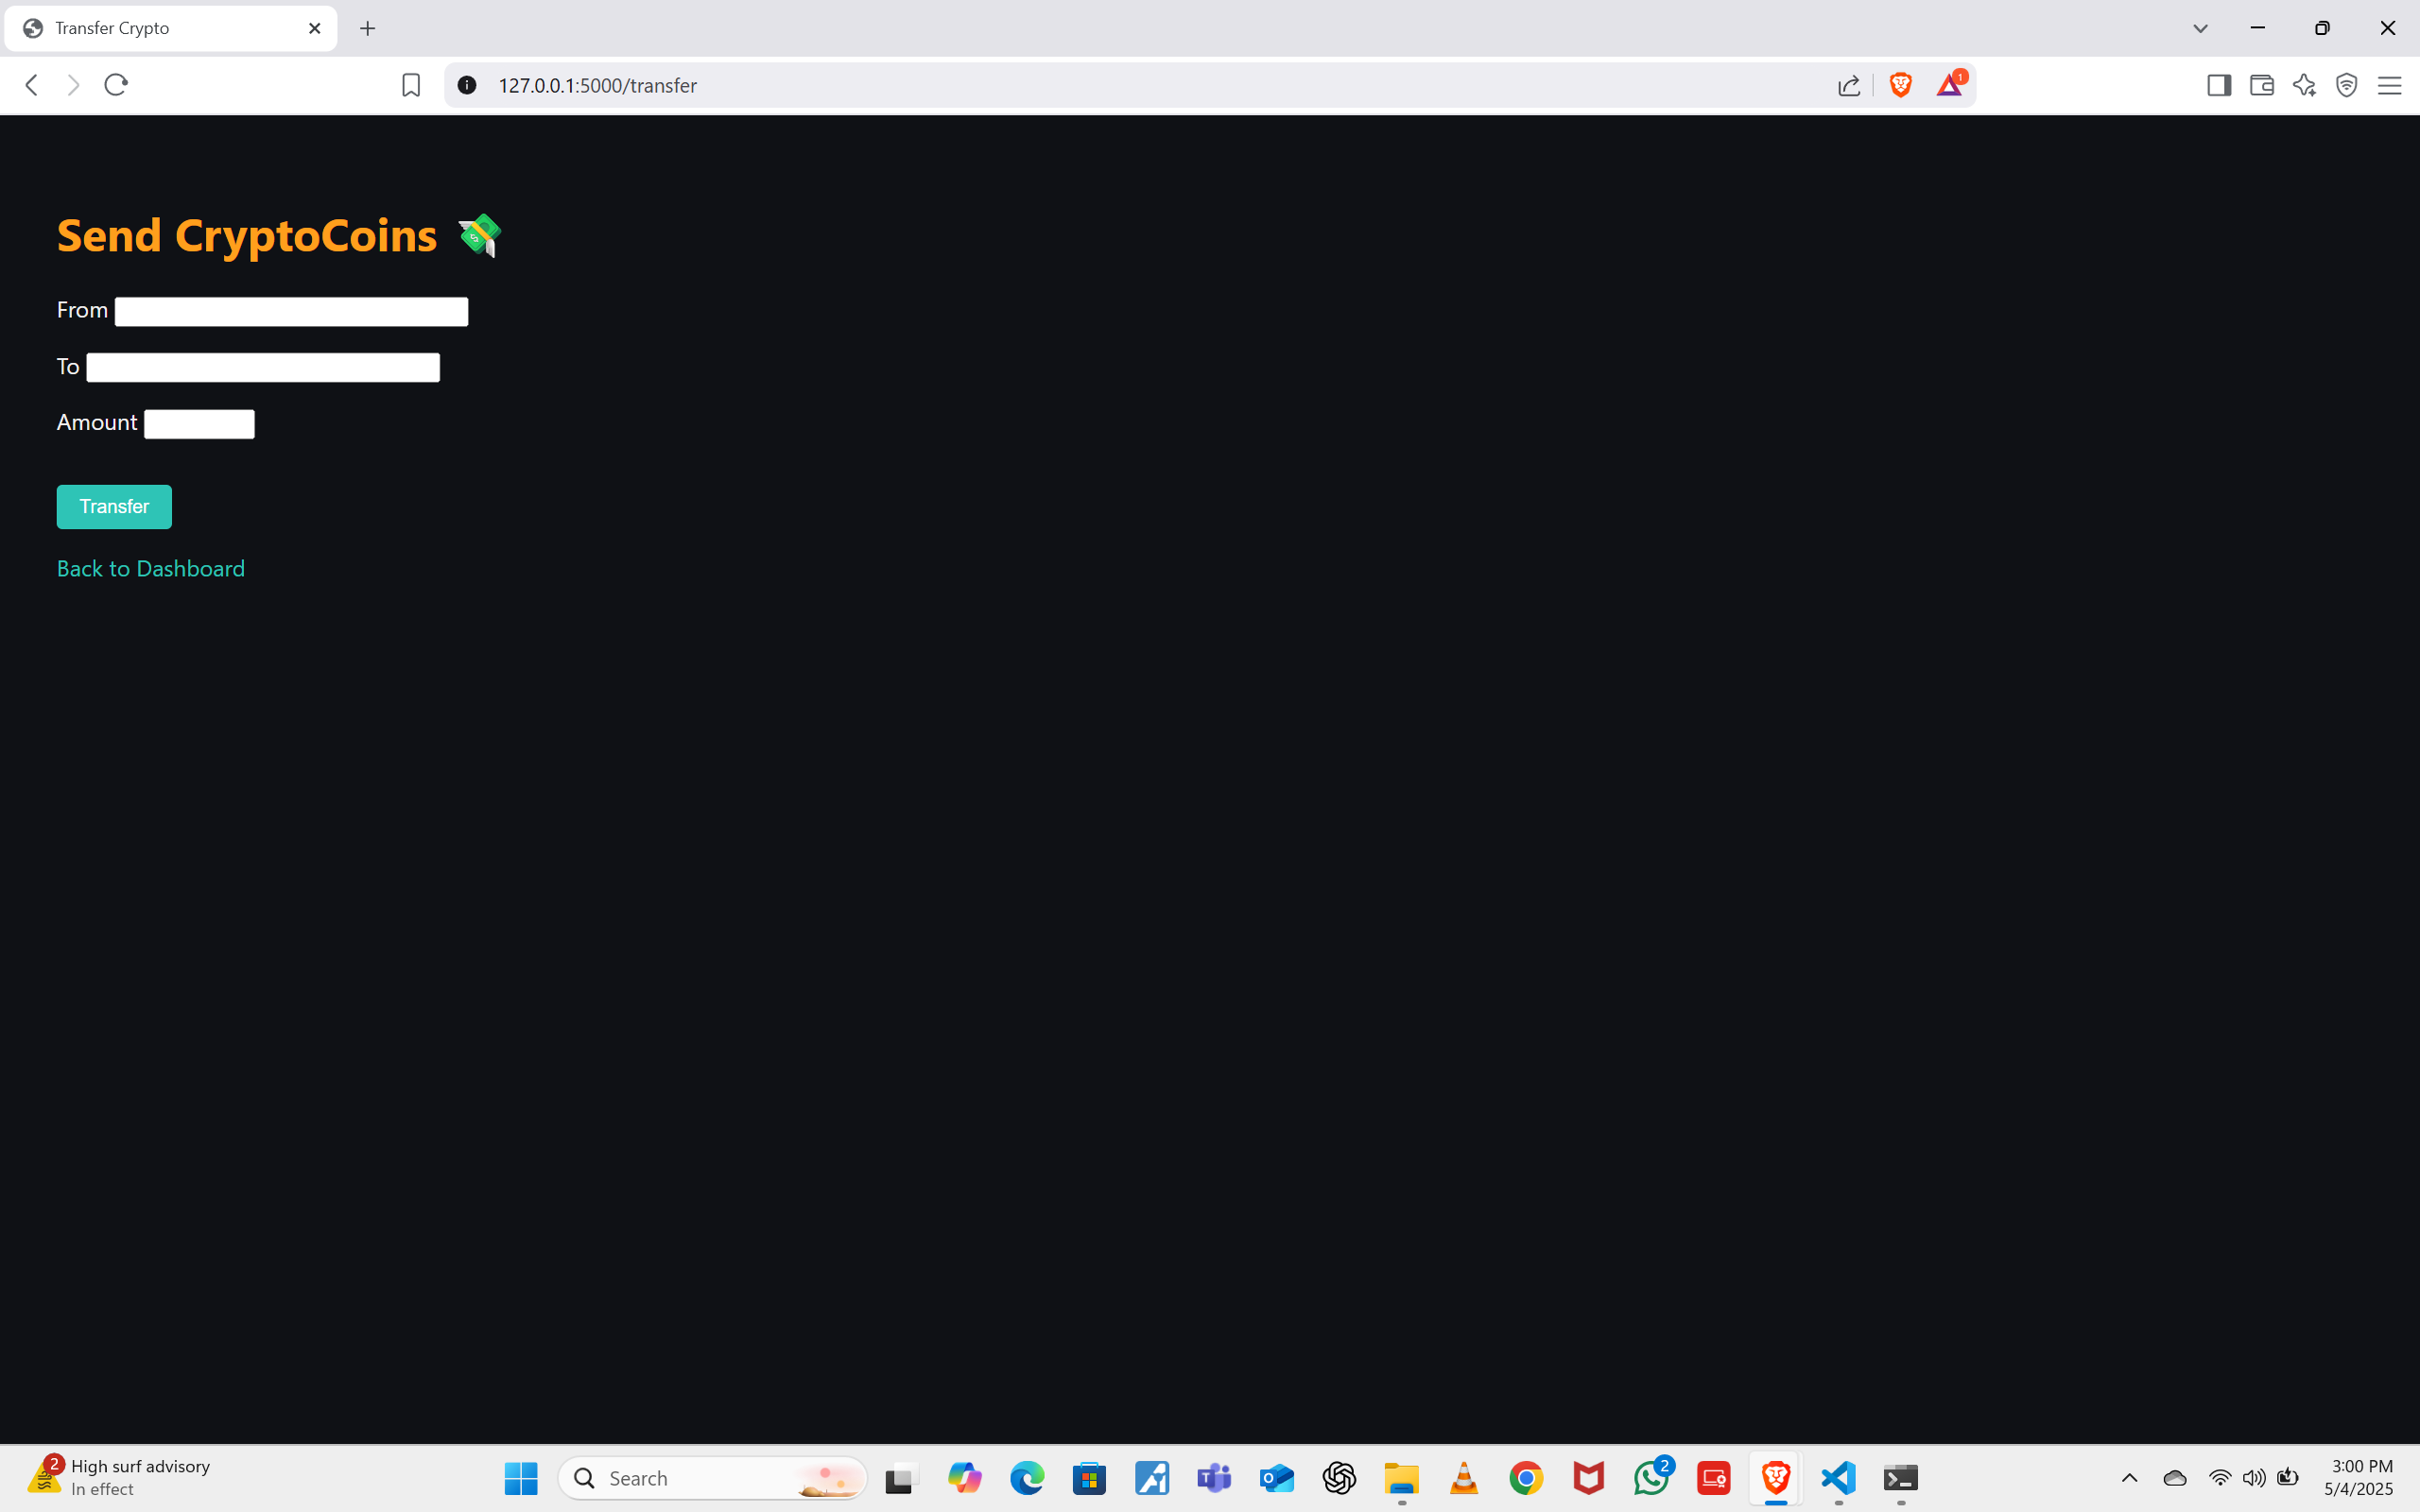 Transfer Crypto
127.0.0.1:5000/transfer
1
Send CryptoCoins 💸
From
To
Amount
Transfer
Back to Dashboard
2
High surf advisory
In effect
Search
2
3:00 PM
5/4/2025